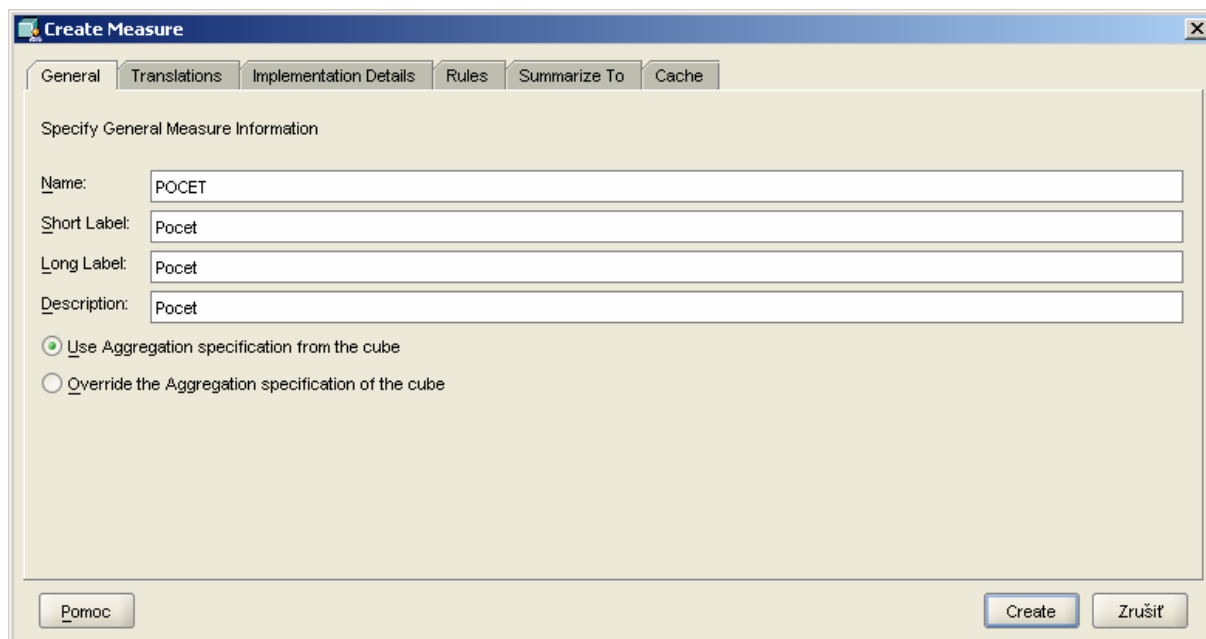 Create Measure
General Translations Implementation Details Rules Summarize To Cache
Specify General Measure Information
Name: POCET
Short Label: Pocet
Long Label: Pocet
Description: Pocet
Use Aggregation specification from the cube
Override the Aggregation specification of the cube
Pomoc Create Zrušiť